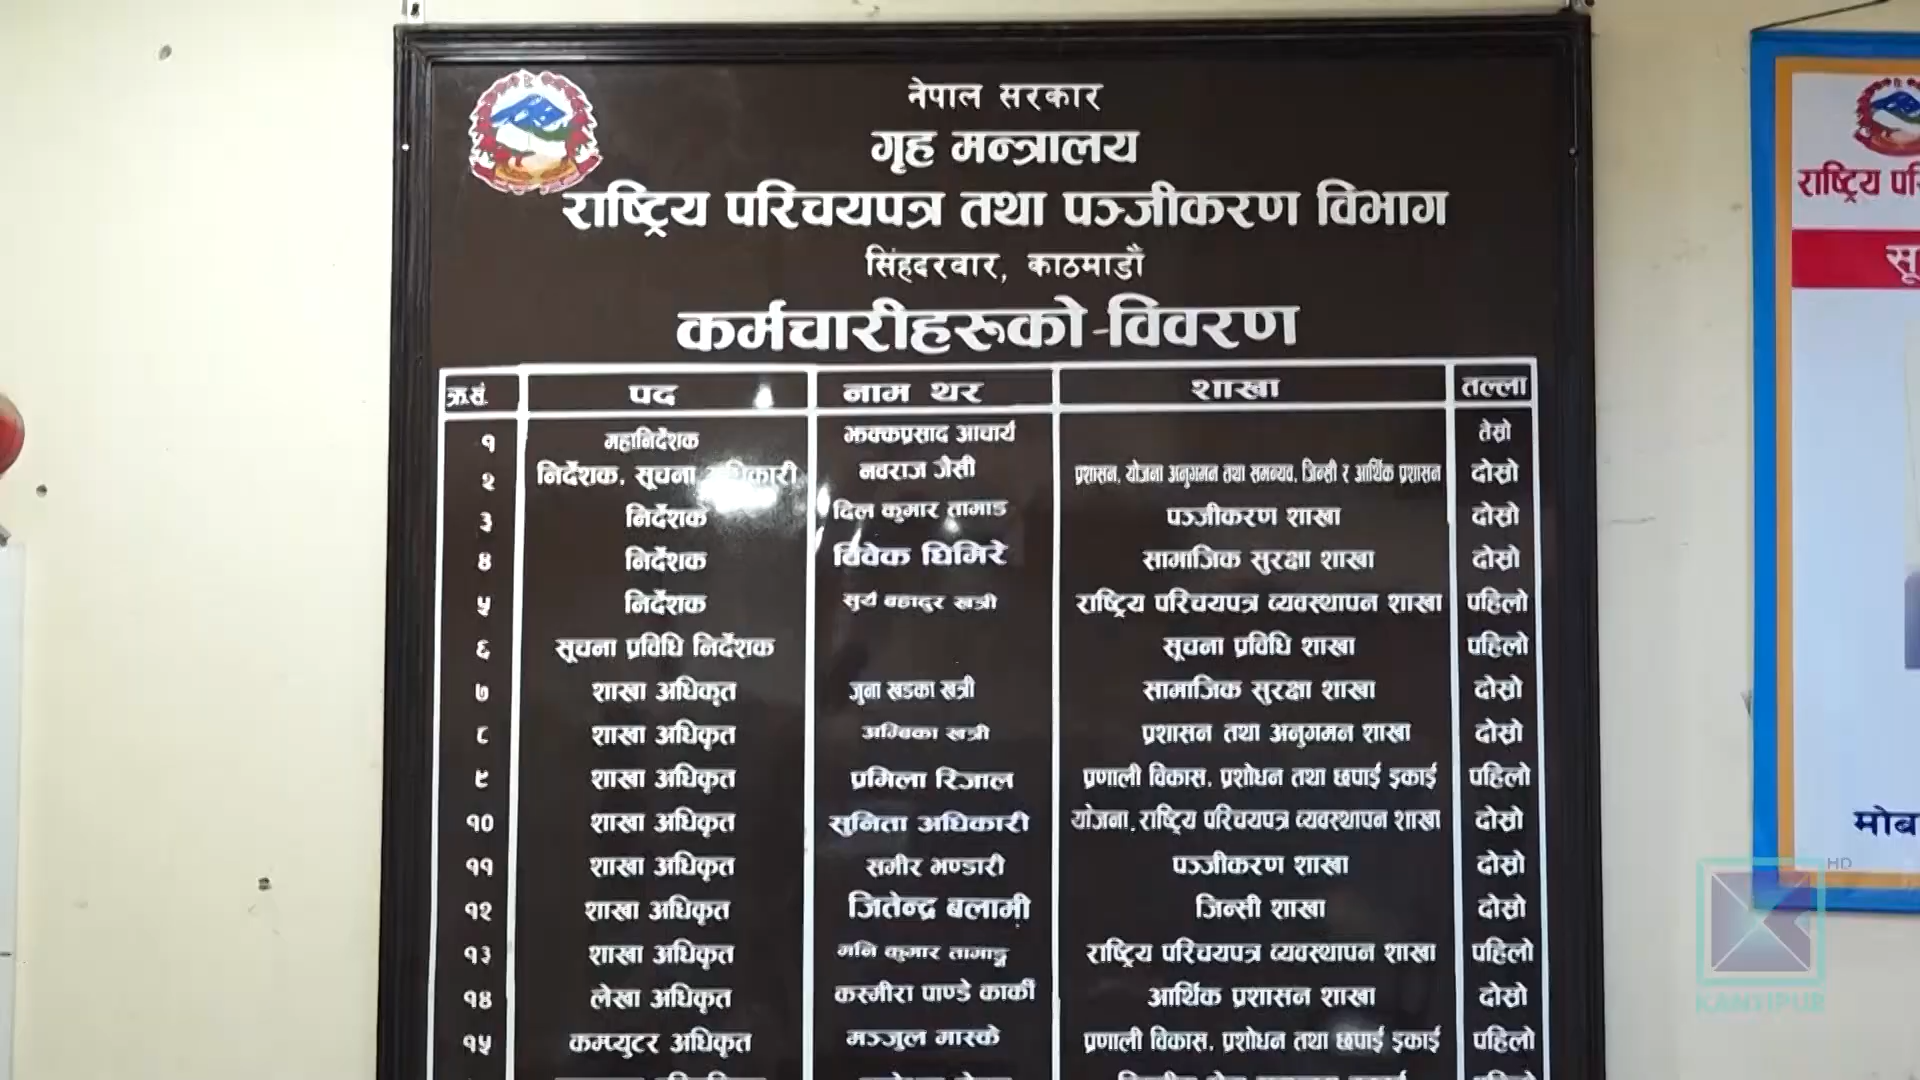 नेपाल सरकार
गृह मन्त्रालय
राष्ट्रिय परिचयपत्र तथा पञ्जीकरण विभाग
सिंहदरवार, काठमाडौं
कर्मचारीहरुको विवरण
क्र.सं. पद नाम थर शाखा तल्ला
१ महानिर्देशक झक्कप्रसाद आचार्य तेस्रो
२ निर्देशक, सूचना अधिकारी नवराज जैसी प्रशासन, योजना अनुगमन तथा समन्वय, जिन्सी र आर्थिक प्रशासन दोस्रो
३ निर्देशक दिल कुमार तामाङ पञ्जीकरण शाखा दोस्रो
४ निर्देशक विवेक घिमिरे सामाजिक सुरक्षा शाखा दोस्रो
५ निर्देशक सुर्य बहादुर खत्री राष्ट्रिय परिचयपत्र व्यवस्थापन शाखा पहिलो
६ सूचना प्रविधि निर्देशक सूचना प्रविधि शाखा पहिलो
७ शाखा अधिकृत जुना खडका खत्री सामाजिक सुरक्षा शाखा दोस्रो
८ शाखा अधिकृत अम्बिका खत्री प्रशासन तथा अनुगमन शाखा दोस्रो
९ शाखा अधिकृत प्रमिला रिजाल प्रणाली विकास, प्रशोधन तथा छपाई इकाई पहिलो
१० शाखा अधिकृत सुनिता अधिकारी योजना, राष्ट्रिय परिचयपत्र व्यवस्थापन शाखा दोस्रो
११ शाखा अधिकृत समीर भण्डारी पञ्जीकरण शाखा दोस्रो
१२ शाखा अधिकृत जितेन्द्र बलामी जिन्सी शाखा दोस्रो
१३ शाखा अधिकृत मनि कुमार तामाङ्ग राष्ट्रिय परिचयपत्र व्यवस्थापन शाखा पहिलो
१४ लेखा अधिकृत कस्मीरा पाण्डे कार्की आर्थिक प्रशासन शाखा दोस्रो
१५ कम्प्युटर अधिकृत मञ्जुल मास्के प्रणाली विकास, प्रशोधन तथा छपाई इकाई पहिलो
राष्ट्रिय
HD
KANTIPUR